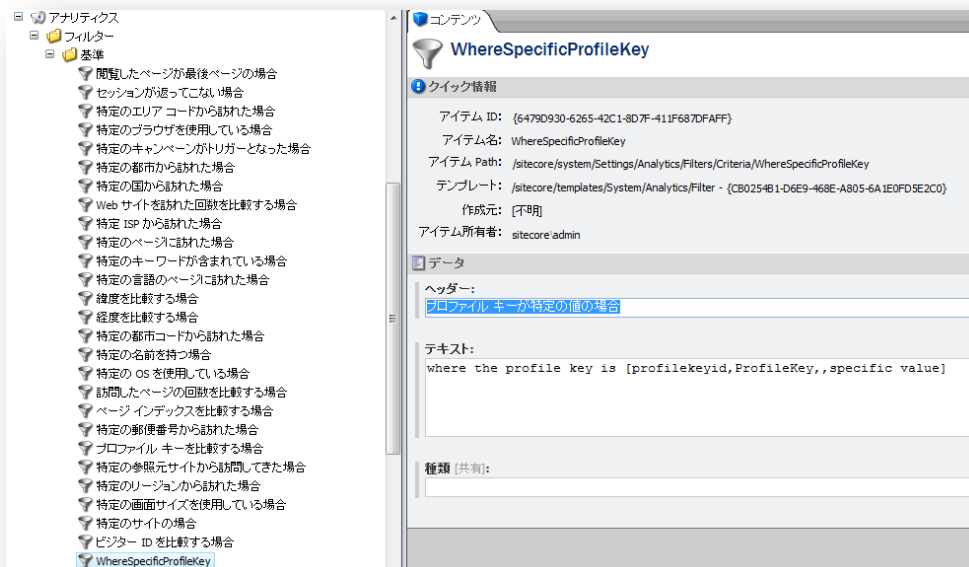 アナリティクス
フィルター
基準
閲覧したページが最後ページの場合
セッションが返ってこない場合
特定のエリア コードから訪れた場合
特定のブラウザを使用している場合
特定のキャンペーンがトリガーとなった場合
特定の都市から訪れた場合
特定の国から訪れた場合
Web サイトを訪れた回数を比較する場合
特定 ISP から訪れた場合
特定のページに訪れた場合
特定のキーワードが含まれている場合
特定の言語のページに訪れた場合
緯度を比較する場合
経度を比較する場合
特定の都市コードから訪れた場合
特定の名前を持つ場合
特定の OS を使用している場合
訪問したページの回数を比較する場合
ページ インデックスを比較する場合
特定の郵便番号から訪れた場合
プロファイル キーを比較する場合
特定の参照元サイトから訪問してきた場合
特定のリージョンから訪れた場合
特定の画面サイズを使用している場合
特定のサイトの場合
ビジター ID を比較する場合
WhereSpecificProfileKey
コンテンツ
WhereSpecificProfileKey
クイック情報
アイテム ID: {6479D930-6265-42C1-8D7F-411F687DFAFF}
アイテム名: WhereSpecificProfileKey
アイテム Path: /sitecore/system/Settings/Analytics/Filters/Criteria/WhereSpecificProfileKey
テンプレート: /sitecore/templates/System/Analytics/Filter - {CB0254B1-D6E9-468E-A805-6A1E0FD5E2C0}
作成元: [不明]
アイテム所有者: sitecore\admin
データ
ヘッダー:
プロファイル キーが特定の値の場合
テキスト:
where the profile key is [profilekeyid,ProfileKey,,specific value]
種類 [共有]: